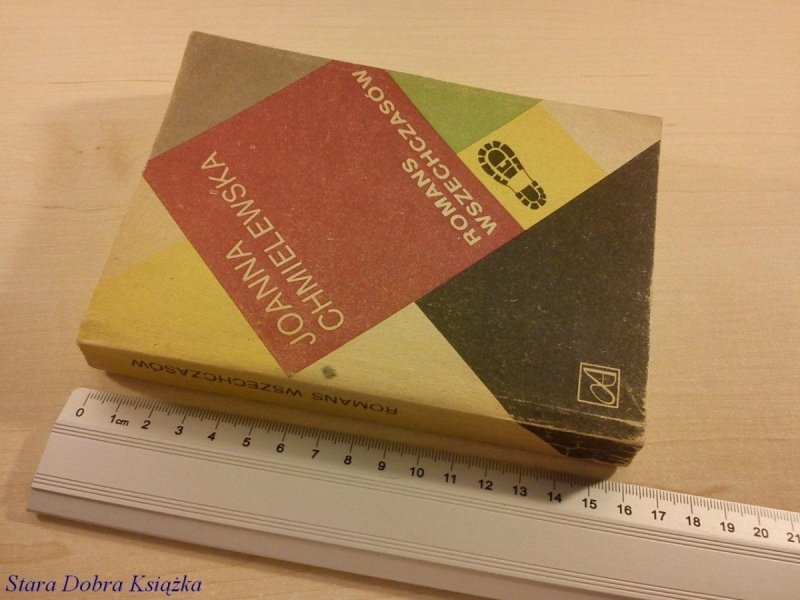 JOANNA
CHMIELEWSKA
ROMANS
WSZECHCZASÓW
ROMANS WSZECHCZASÓW
0 1cm 2 3 4 5 6 7 8 9 10 11 12 13 14 15 16 17 18 19 20 21
Stara Dobra Książka